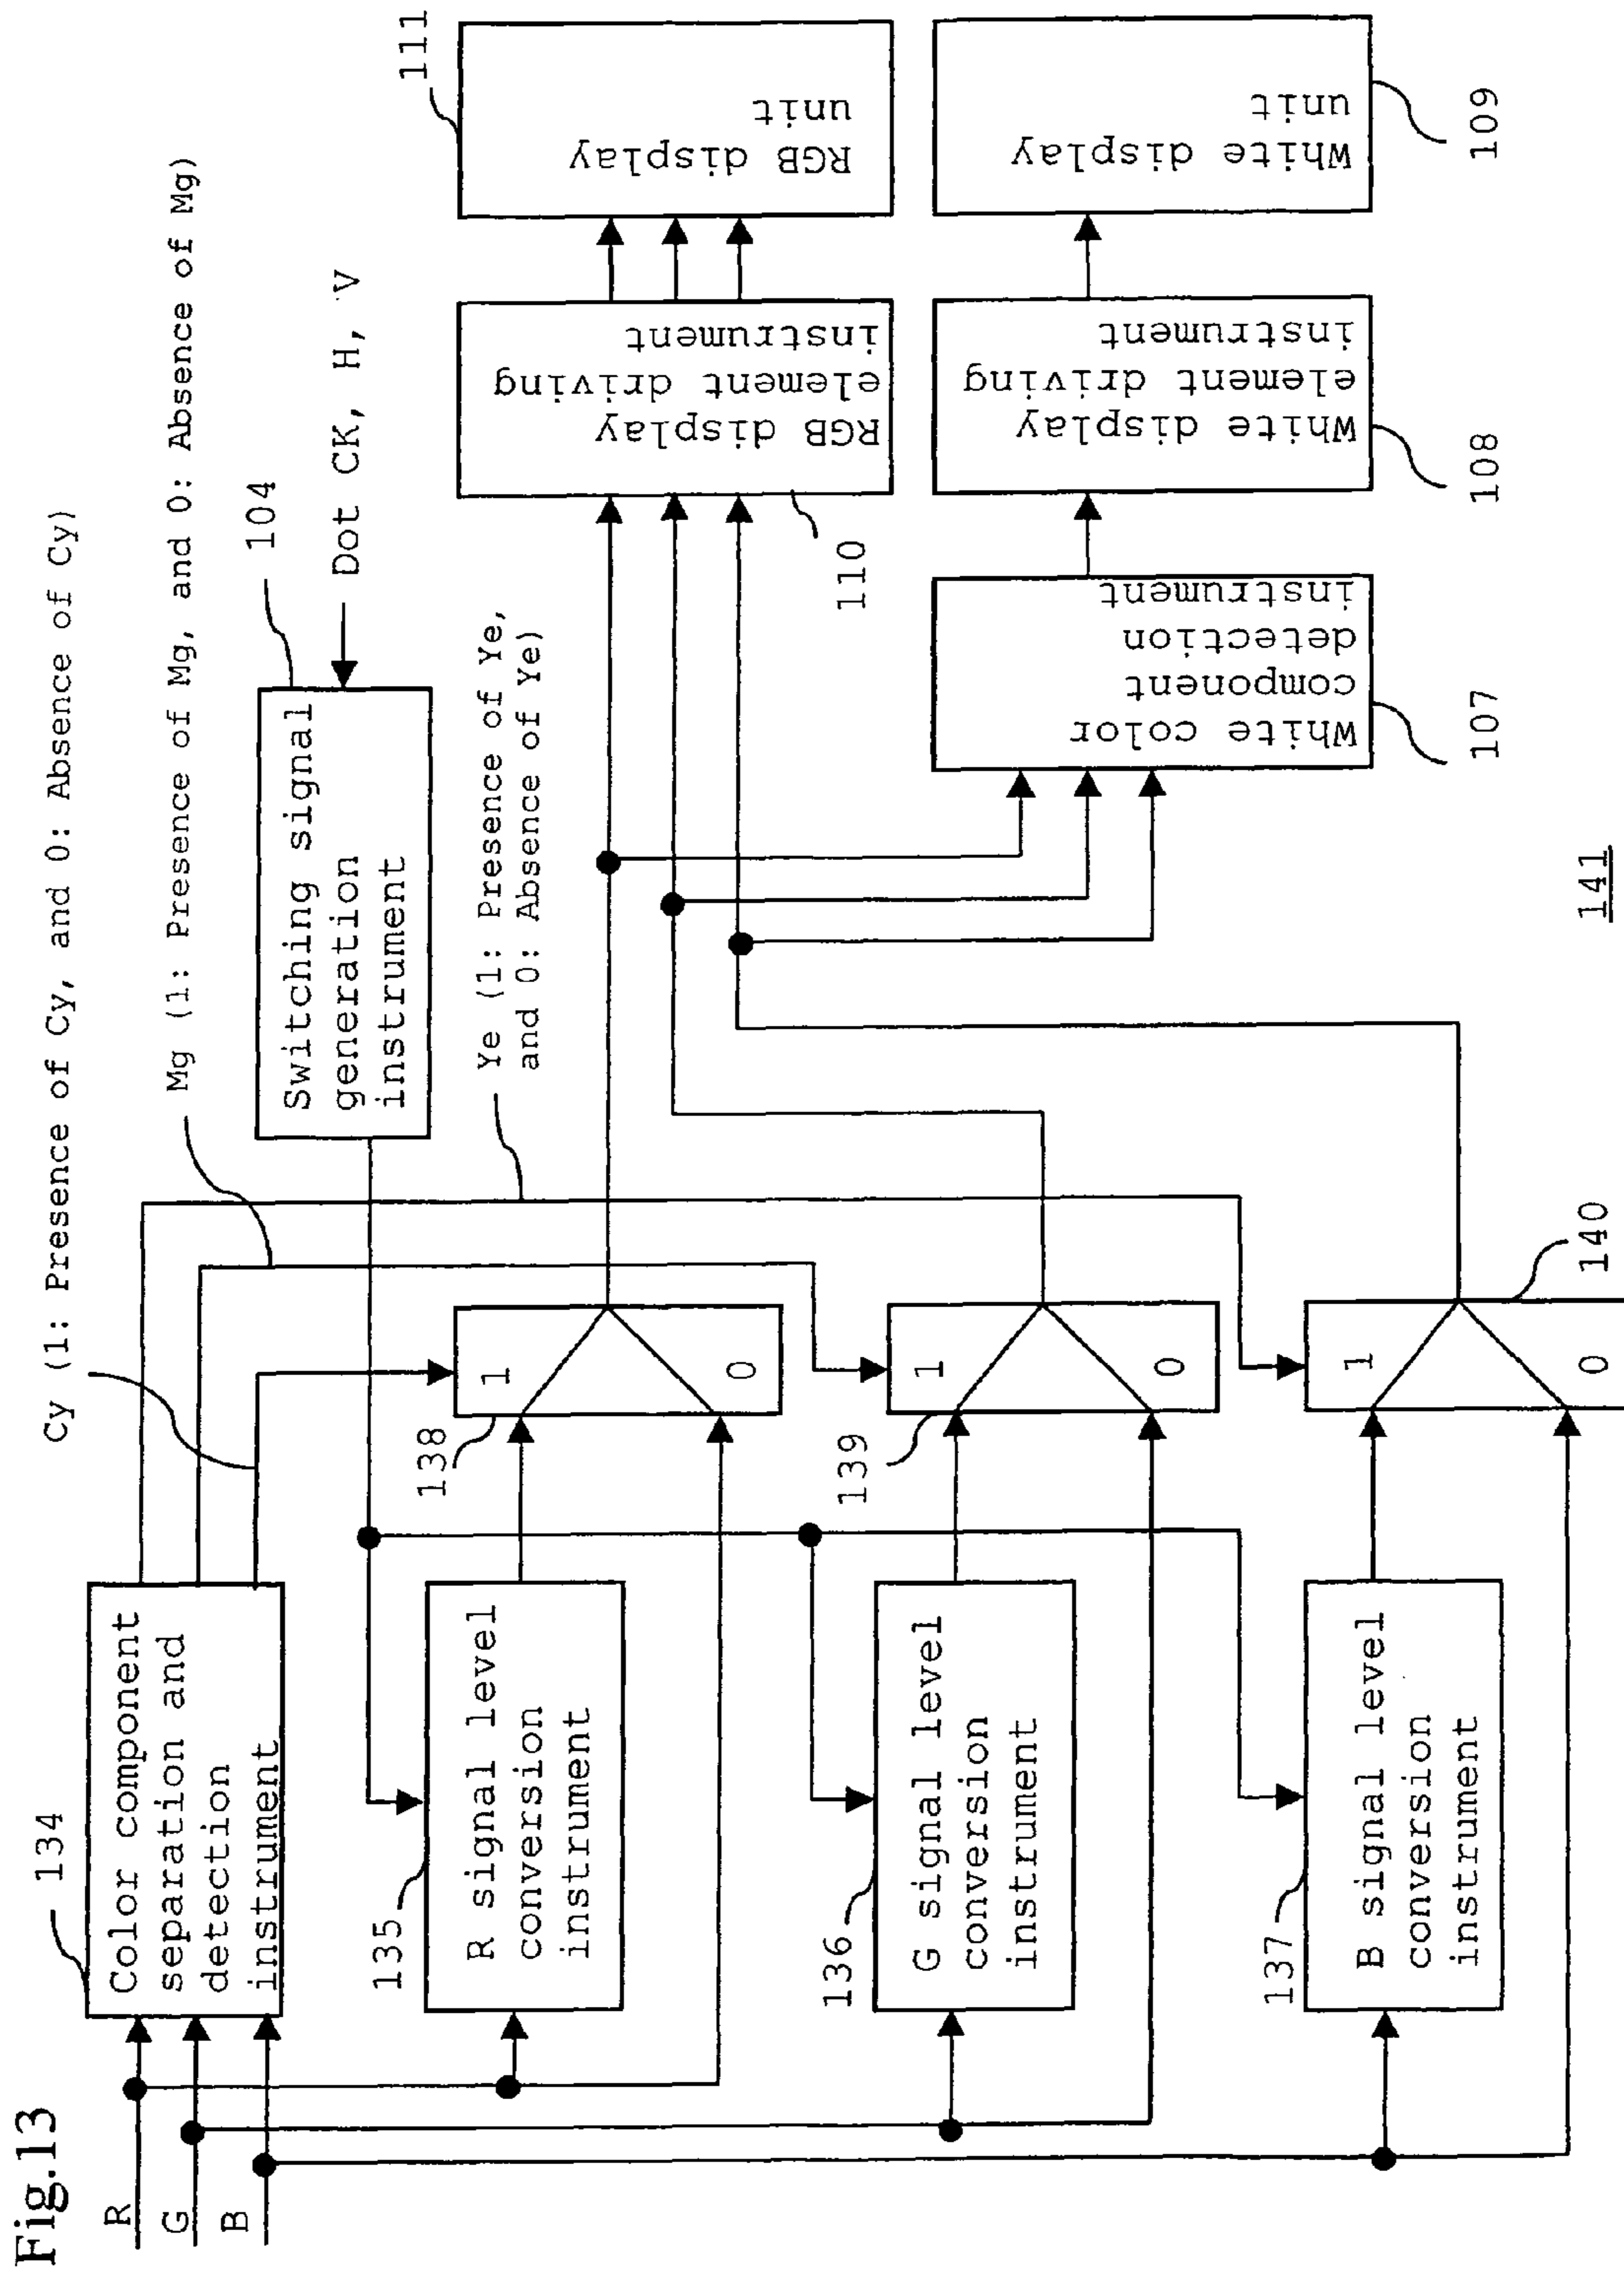 Fig.13
R
G
B
134
Color component
separation and
detection
instrument
Cy (1: Presence of Cy, and 0: Absence of Cy)
Mg (1: Presence of Mg, and 0: Absence of Mg)
104
Switching signal
generation
instrument
Dot CK, H, V
Ye (1: Presence of Ye,
and 0: Absence of Ye)
135
R signal level
conversion
instrument
138
1
0
136
G signal level
conversion
instrument
139
1
0
137
B signal level
conversion
instrument
140
1
0
RGB display
element driving
instrument
110
111
RGB display
unit
White color
component
detection
instrument
107
White display
element driving
instrument
108
White display
unit
109
141